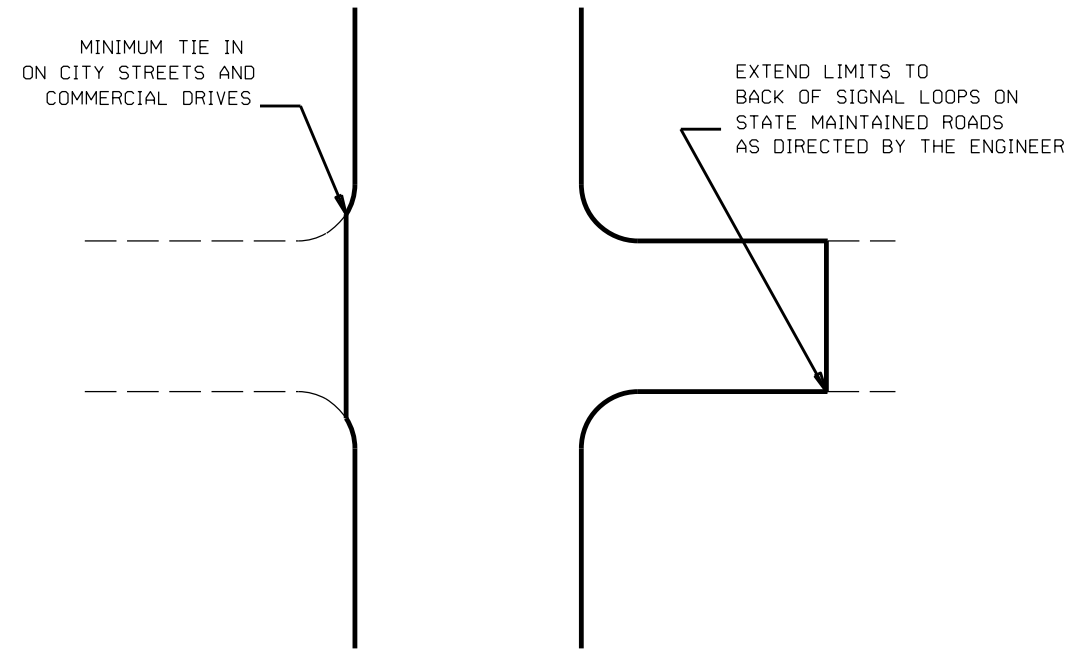 MINIMUM TIE IN
ON CITY STREETS AND
COMMERCIAL DRIVES
EXTEND LIMITS TO
BACK OF SIGNAL LOOPS ON
STATE MAINTAINED ROADS
AS DIRECTED BY THE ENGINEER